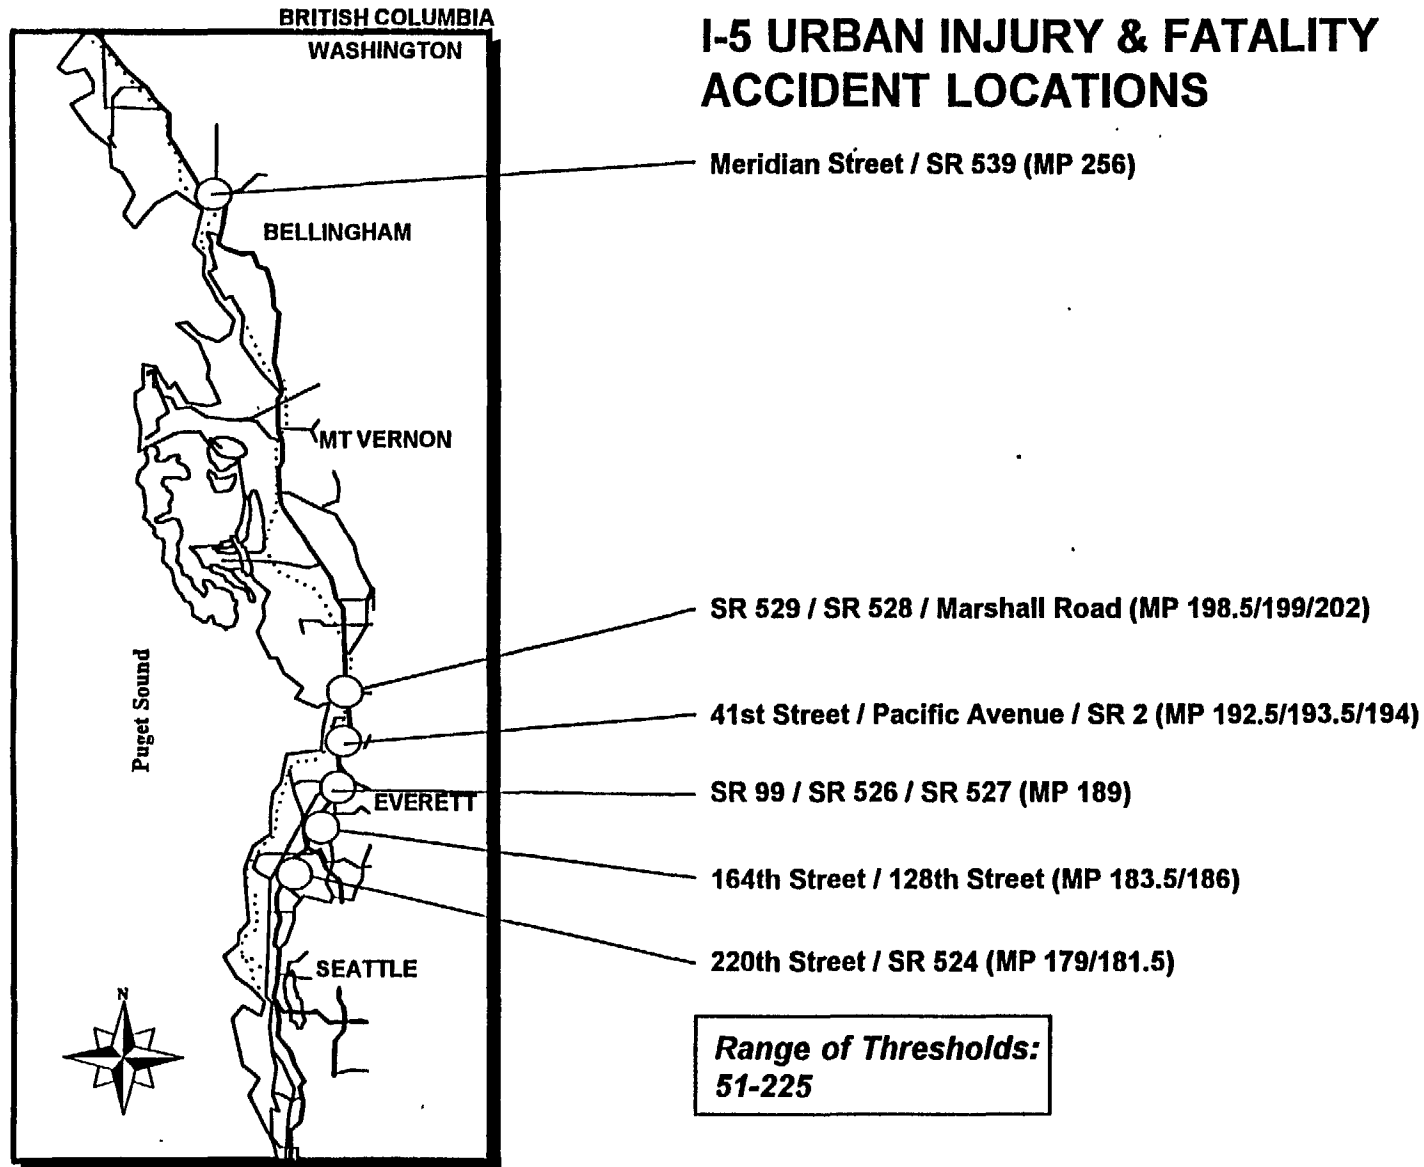 BRITISH COLUMBIA
WASHINGTON
I-5 URBAN INJURY & FATALITY
ACCIDENT LOCATIONS
Meridian Street / SR 539 (MP 256)
BELLINGHAM
MT VERNON
SR 529 / SR 528 / Marshall Road (MP 198.5/199/202)
Puget Sound
41st Street / Pacific Avenue / SR 2 (MP 192.5/193.5/194)
SR 99 / SR 526 / SR 527 (MP 189)
EVERETT
164th Street / 128th Street (MP 183.5/186)
220th Street / SR 524 (MP 179/181.5)
SEATTLE
N
Range of Thresholds:
51-225